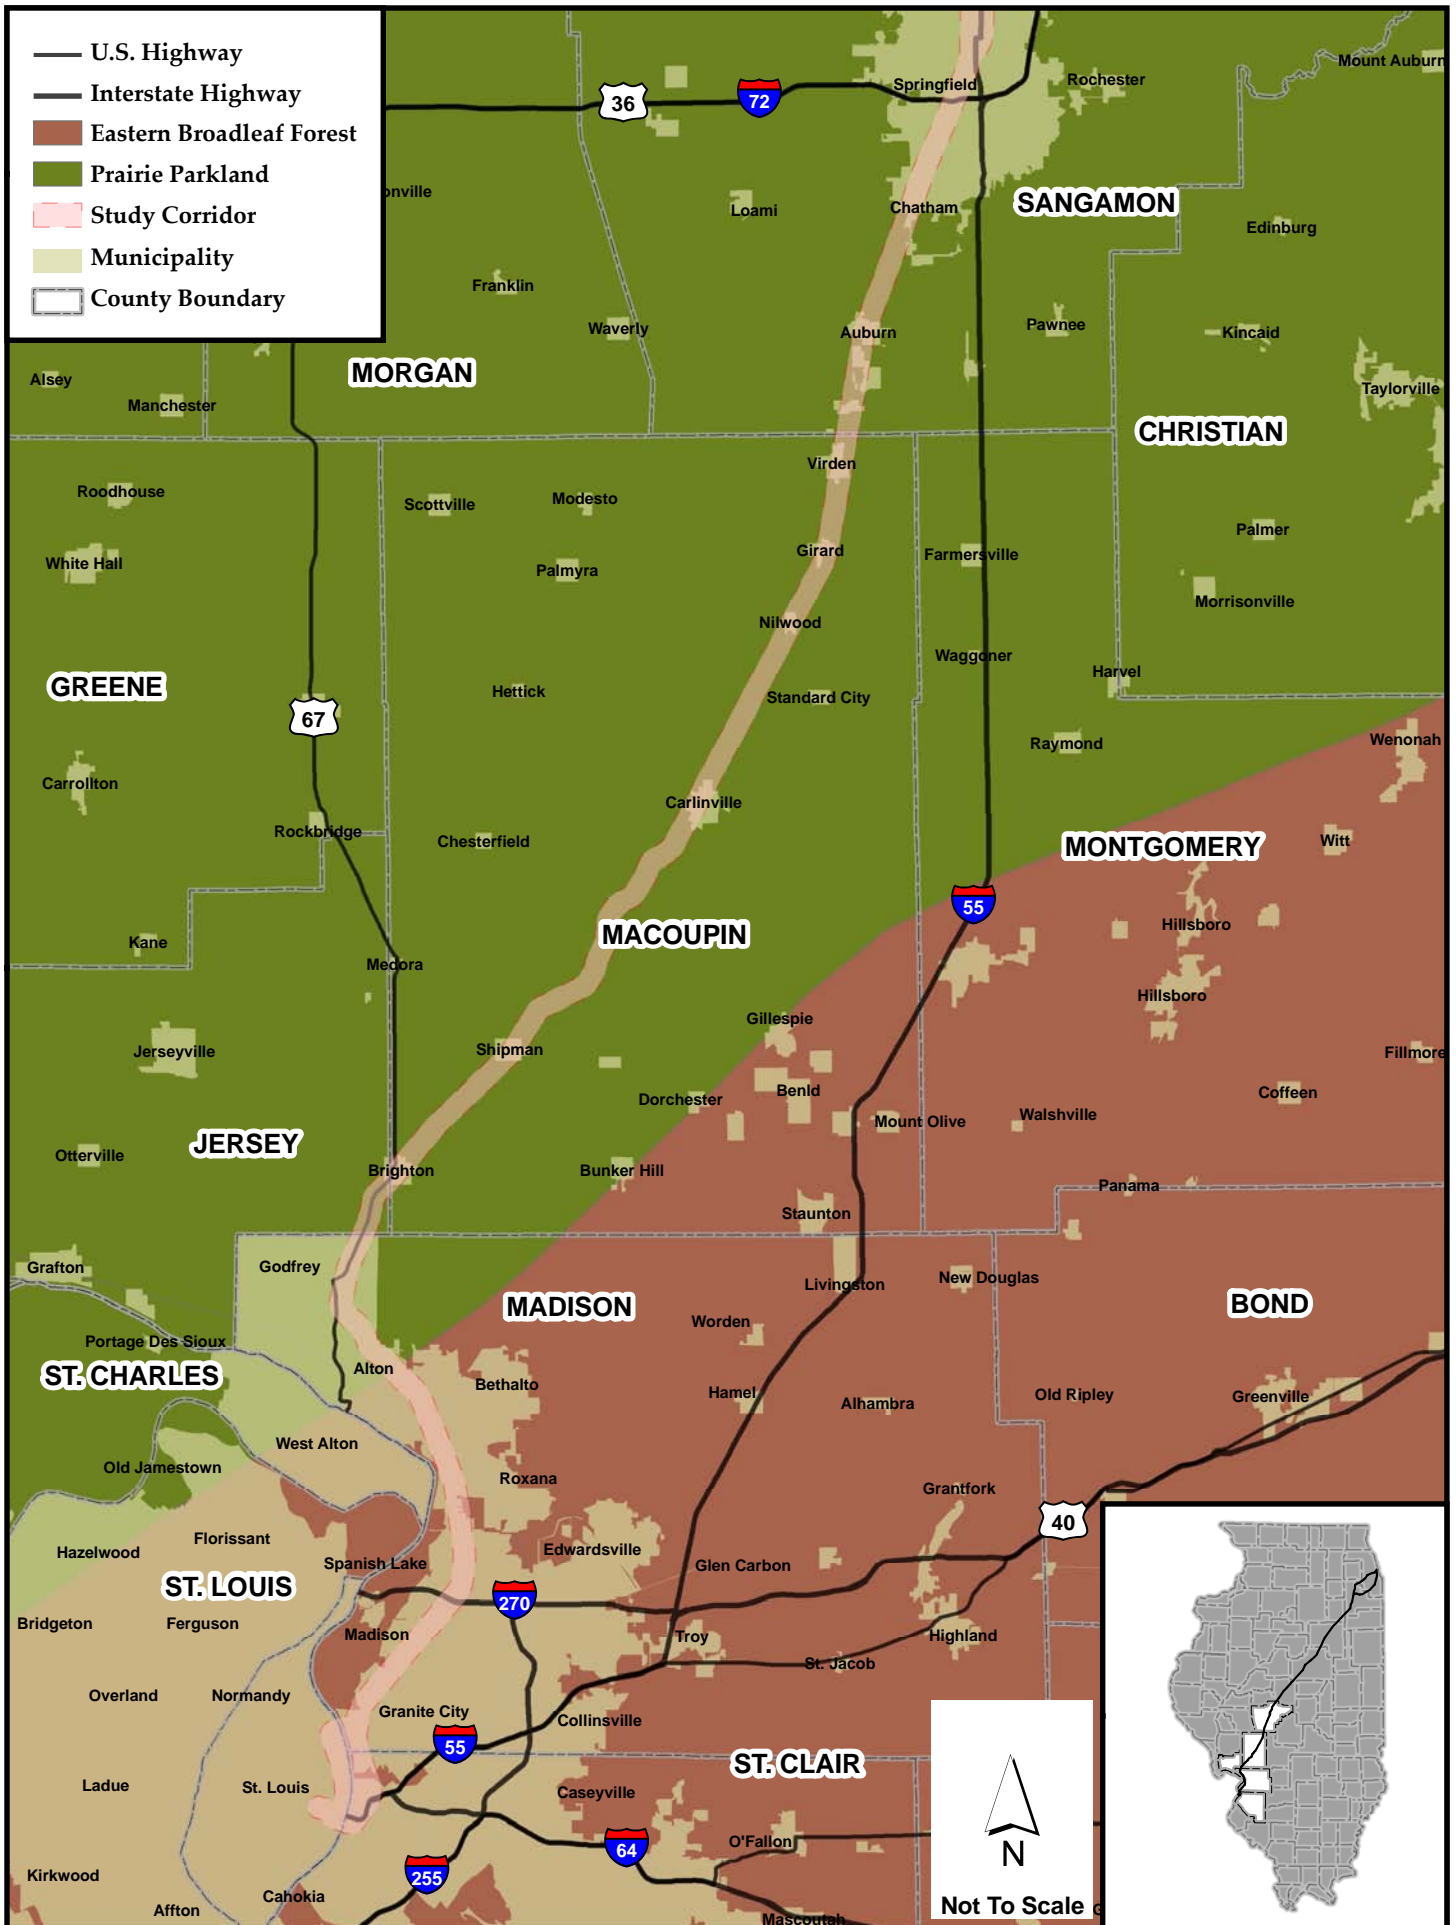 U.S. Highway
Interstate Highway
Eastern Broadleaf Forest
Prairie Parkland
Study Corridor
Municipality
County Boundary
Mount Auburn
Springfield
Rochester
36
72
onville
Loami
Chatham
SANGAMON
Edinburg
Franklin
Waverly
Auburn
Pawnee
Kincaid
Alsey
MORGAN
Taylorville
Manchester
CHRISTIAN
Virden
Roodhouse
Scottville
Modesto
Palmer
White Hall
Girard
Farmersville
Palmyra
Morrisonville
Nilwood
Waggoner
Harvel
GREENE
Hettick
Standard City
67
Raymond
Wenonah
Carrollton
Carlinville
Rockbridge
Chesterfield
MONTGOMERY
Witt
55
Hillsboro
MACOUPIN
Kane
Medora
Hillsboro
Gillespie
Jerseyville
Shipman
Fillmore
Dorchester
Benld
Coffeen
Mount Olive
Walshville
JERSEY
Otterville
Brighton
Bunker Hill
Panama
Staunton
Grafton
Godfrey
Livingston
New Douglas
MADISON
BOND
Worden
Portage Des Sioux
ST. CHARLES
Alton
Bethalto
Hamel
Alhambra
Old Ripley
Greenville
West Alton
Old Jamestown
Roxana
Grantfork
40
Florissant
Hazelwood
Spanish Lake
Edwardsville
Glen Carbon
ST. LOUIS
270
Bridgeton
Ferguson
Madison
Troy
Highland
St. Jacob
Overland
Normandy
Granite City
Collinsville
55
ST. CLAIR
Ladue
St. Louis
Caseyville
O'Fallon
64
N
Kirkwood
255
Cahokia
Not To Scale
Affton
Mascoutah